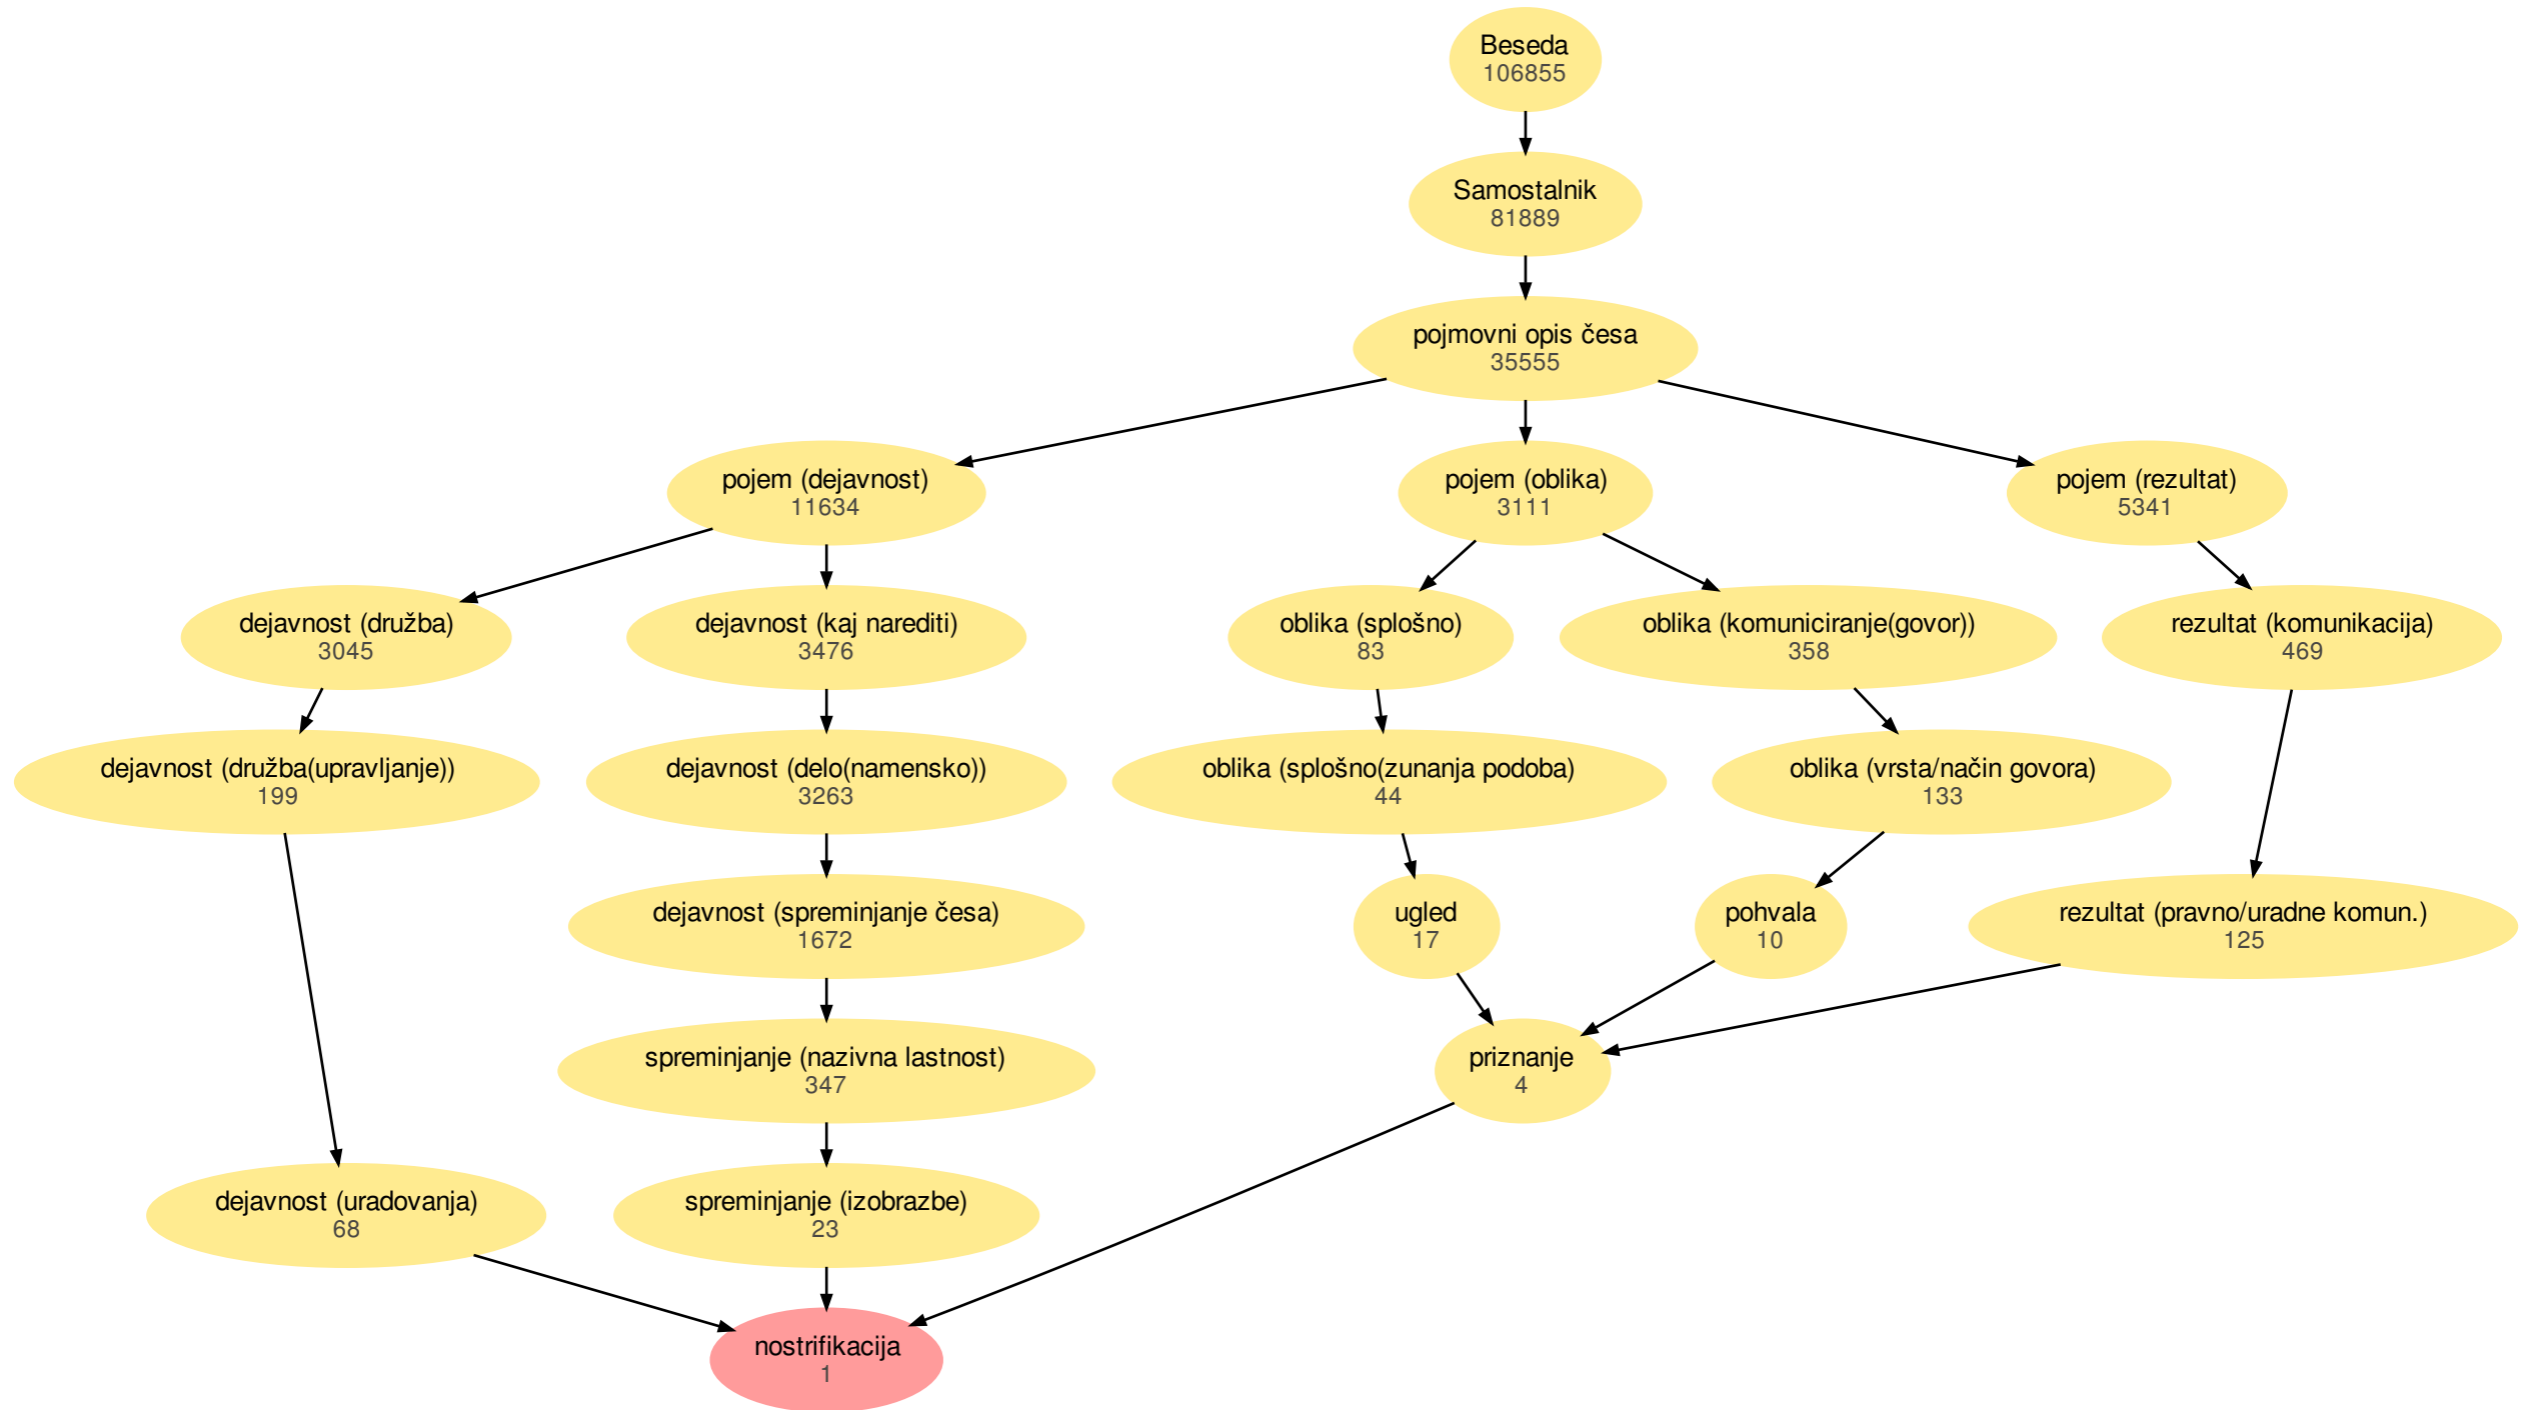 Beseda
106855
Samostalnik
81889
pojmovni opis česa
35555
pojem (dejavnost)
11634
pojem (oblika)
3111
pojem (rezultat)
5341
dejavnost (družba)
3045
dejavnost (kaj narediti)
3476
oblika (splošno)
83
oblika (komuniciranje(govor))
358
rezultat (komunikacija)
469
dejavnost (družba(upravljanje))
199
dejavnost (delo(namensko))
3263
oblika (splošno(zunanja podoba)
44
oblika (vrsta/način govora)
133
dejavnost (spreminjanje česa)
1672
ugled
17
pohvala
10
rezultat (pravno/uradne komun.)
125
spreminjanje (nazivna lastnost)
347
priznanje
4
dejavnost (uradovanja)
68
spreminjanje (izobrazbe)
23
nostrifikacija
1